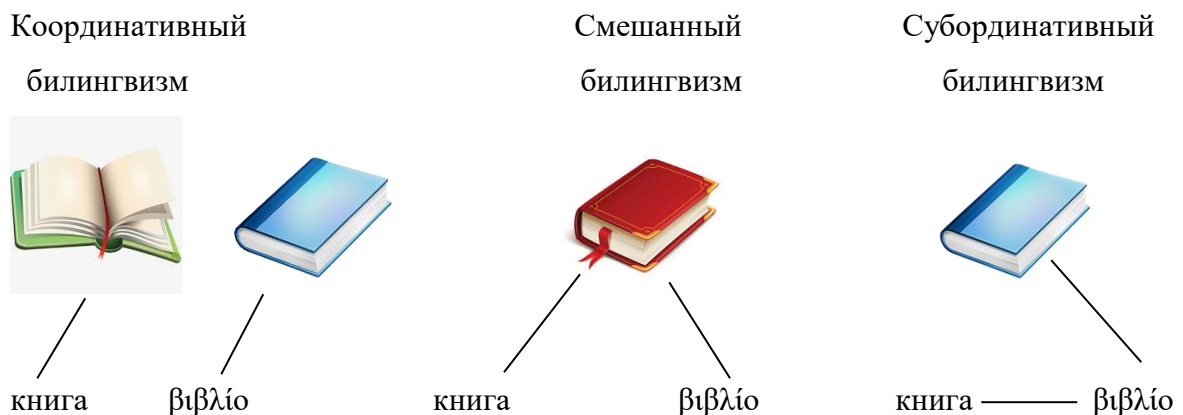 Координативный
билингвизм
Смешанный
билингвизм
Субординативный
билингвизм
книга βιβλίο
книга βιβλίο
книга βιβλίο